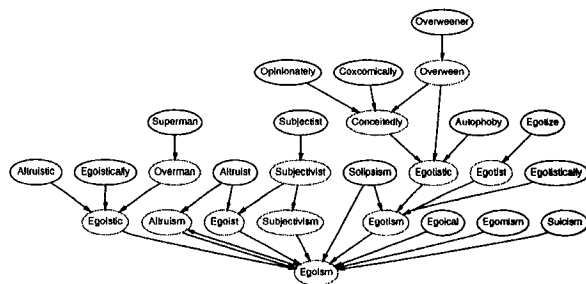 Overweener
Opinionately Coxcomically Overween
Superman Subjectist Conceitedly Autophoby Egotize
Altruistic Egoistically Overman Altruist Subjectivist Solipsism Egotistic Egotist Egotistically
Egoistic Altruism Egoist Subjectivism Egotism Egoical Egomism Suicism
Egoism